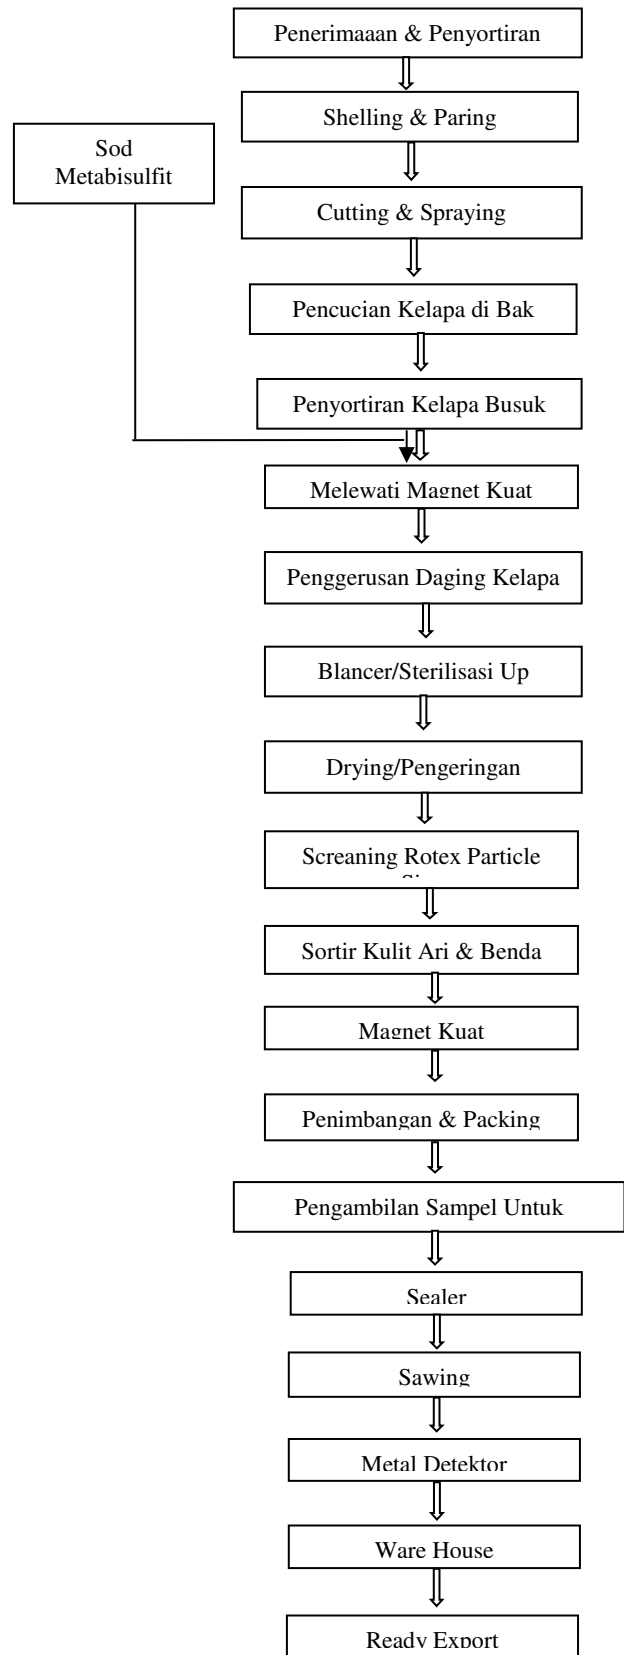 Penerimaaan & Penyortiran
Shelling & Paring
Sod
Metabisulfit
Cutting & Spraying
Pencucian Kelapa di Bak
Penyortiran Kelapa Busuk
Melewati Magnet Kuat
Penggerusan Daging Kelapa
Blancer/Sterilisasi Up
Drying/Pengeringan
Screaning Rotex Particle
Sortir Kulit Ari & Benda
Magnet Kuat
Penimbangan & Packing
Pengambilan Sampel Untuk
Sealer
Sawing
Metal Detektor
Ware House
Ready Export